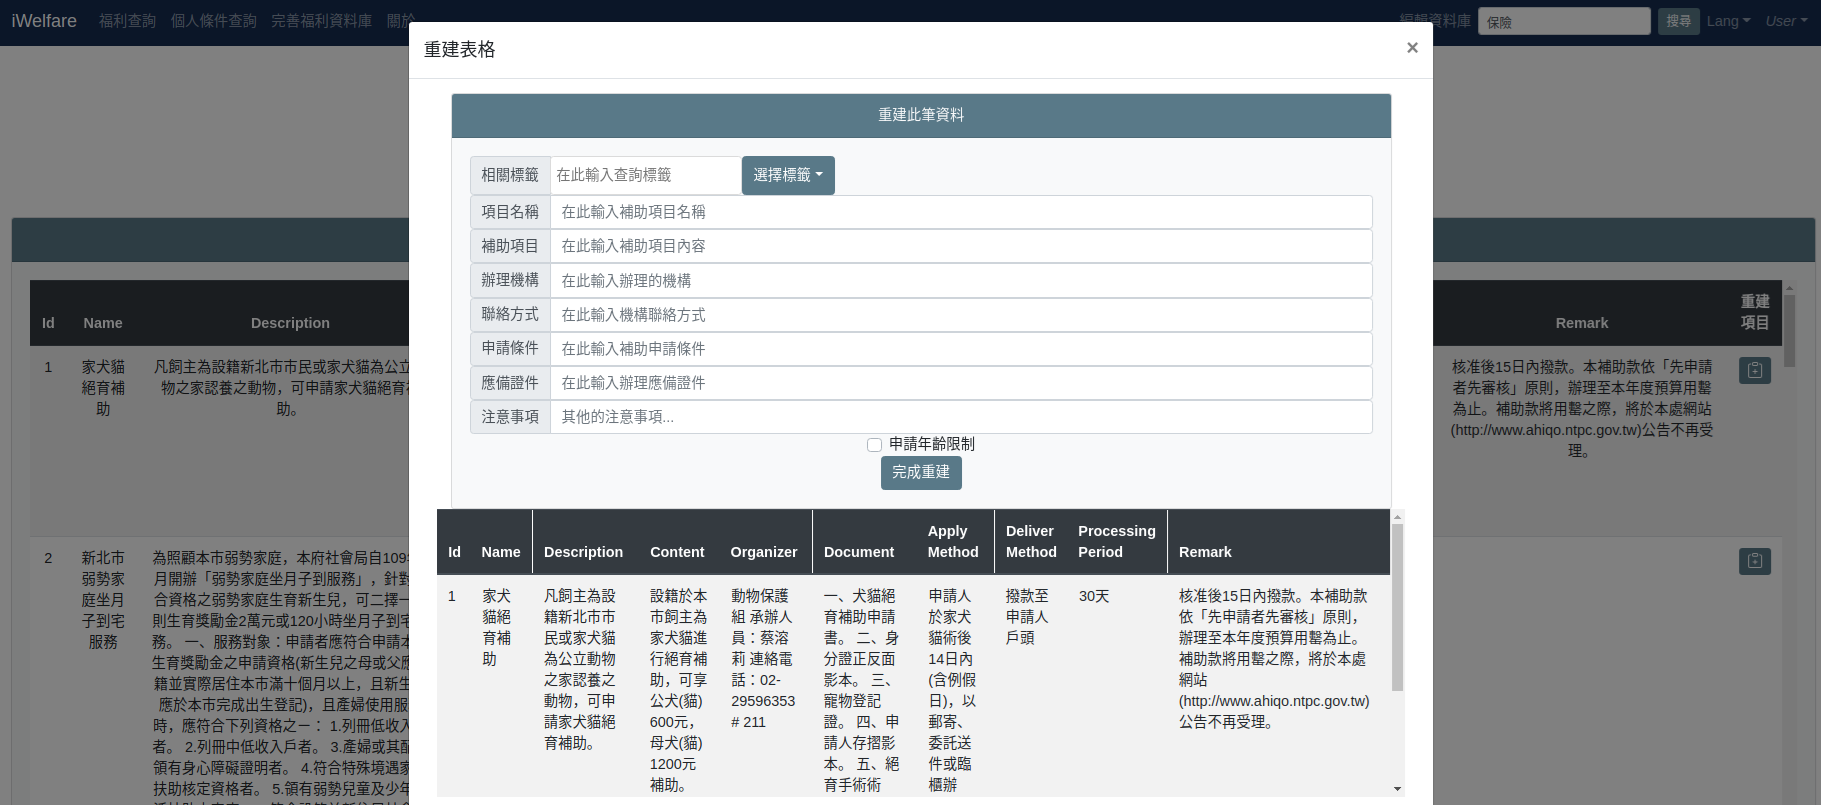 iWelfare 福利查詢 個人條件查詢 完善福利資料庫 關於 編輯資料庫 保險 搜尋 Lang User
重建表格 ×
重建此筆資料
相關標籤 在此輸入查詢標籤 選擇標籤
項目名稱 在此輸入補助項目名稱
補助項目 在此輸入補助項目內容
辦理機構 在此輸入辦理的機構
聯絡方式 在此輸入機構聯絡方式
申請條件 在此輸入補助申請條件
應備證件 在此輸入辦理應備證件
注意事項 其他的注意事項...
申請年齡限制
完成重建
Id Name Description Content Organizer Document Apply Method Deliver Method Processing Period Remark
1
家犬
貓絕
育補
助
凡飼主為設
籍新北市市
民或家犬貓
為公立動物
之家認養之
動物，可申
請家犬貓絕
育補助。
設籍於本
市飼主為
家犬貓進
行絕育補
助，可享
公犬(貓)
600元，
母犬(貓)
1200元
補助。
動物保護
組 承辦人
員：蔡溶
莉 連絡電
話：02-
29596353
# 211
一、犬貓絕
育補助申請
書。 二、身
分證正反面
影本。 三、
寵物登記
證。 四、申
請人存摺影
本。 五、絕
育手術術
申請人
於家犬
貓術後
14日內
(含例假
日)，以
郵寄、
委託送
件或臨
櫃辦
撥款至
申請人
戶頭
30天
核准後15日內撥款。本補助款
依「先申請者先審核」原則，
辦理至本年度預算用罄為止。
補助款將用罄之際，將於本處
網站
(http://www.ahiqo.ntpc.gov.tw)
公告不再受理。
Id Name Description Remark 重建
項目
1
家犬貓
絕育補
助
凡飼主為設籍新北市市民或家犬貓為公立
物之家認養之動物，可申請家犬貓絕育
助。
核准後15日內撥款。本補助款依「先申請
者先審核」原則，辦理至本年度預算用罄
為止。補助款將用罄之際，將於本處網站
(http://www.ahiqo.ntpc.gov.tw)公告不再受
理。
2
新北市
弱勢家
庭坐月
子到宅
服務
為照顧本市弱勢家庭，本府社會局自109
月開辦「弱勢家庭坐月子到服務」，針對
合資格之弱勢家庭生育新生兒，可二擇一
則生育獎勵金2萬元或120小時坐月子到宅
務。 一、服務對象：申請者應符合申請本
生育獎勵金之申請資格(新生兒之母或父應
籍並實際居住本市滿十個月以上，且新生
應於本市完成出生登記)，且產婦使用服
時，應符合下列資格之一： 1.列冊低收入
者。 2.列冊中低收入戶者。 3.產婦或其配
領有身心障礙證明者。 4.符合特殊境遇家
扶助核定資格者。 5.領有弱勢兒童及少年